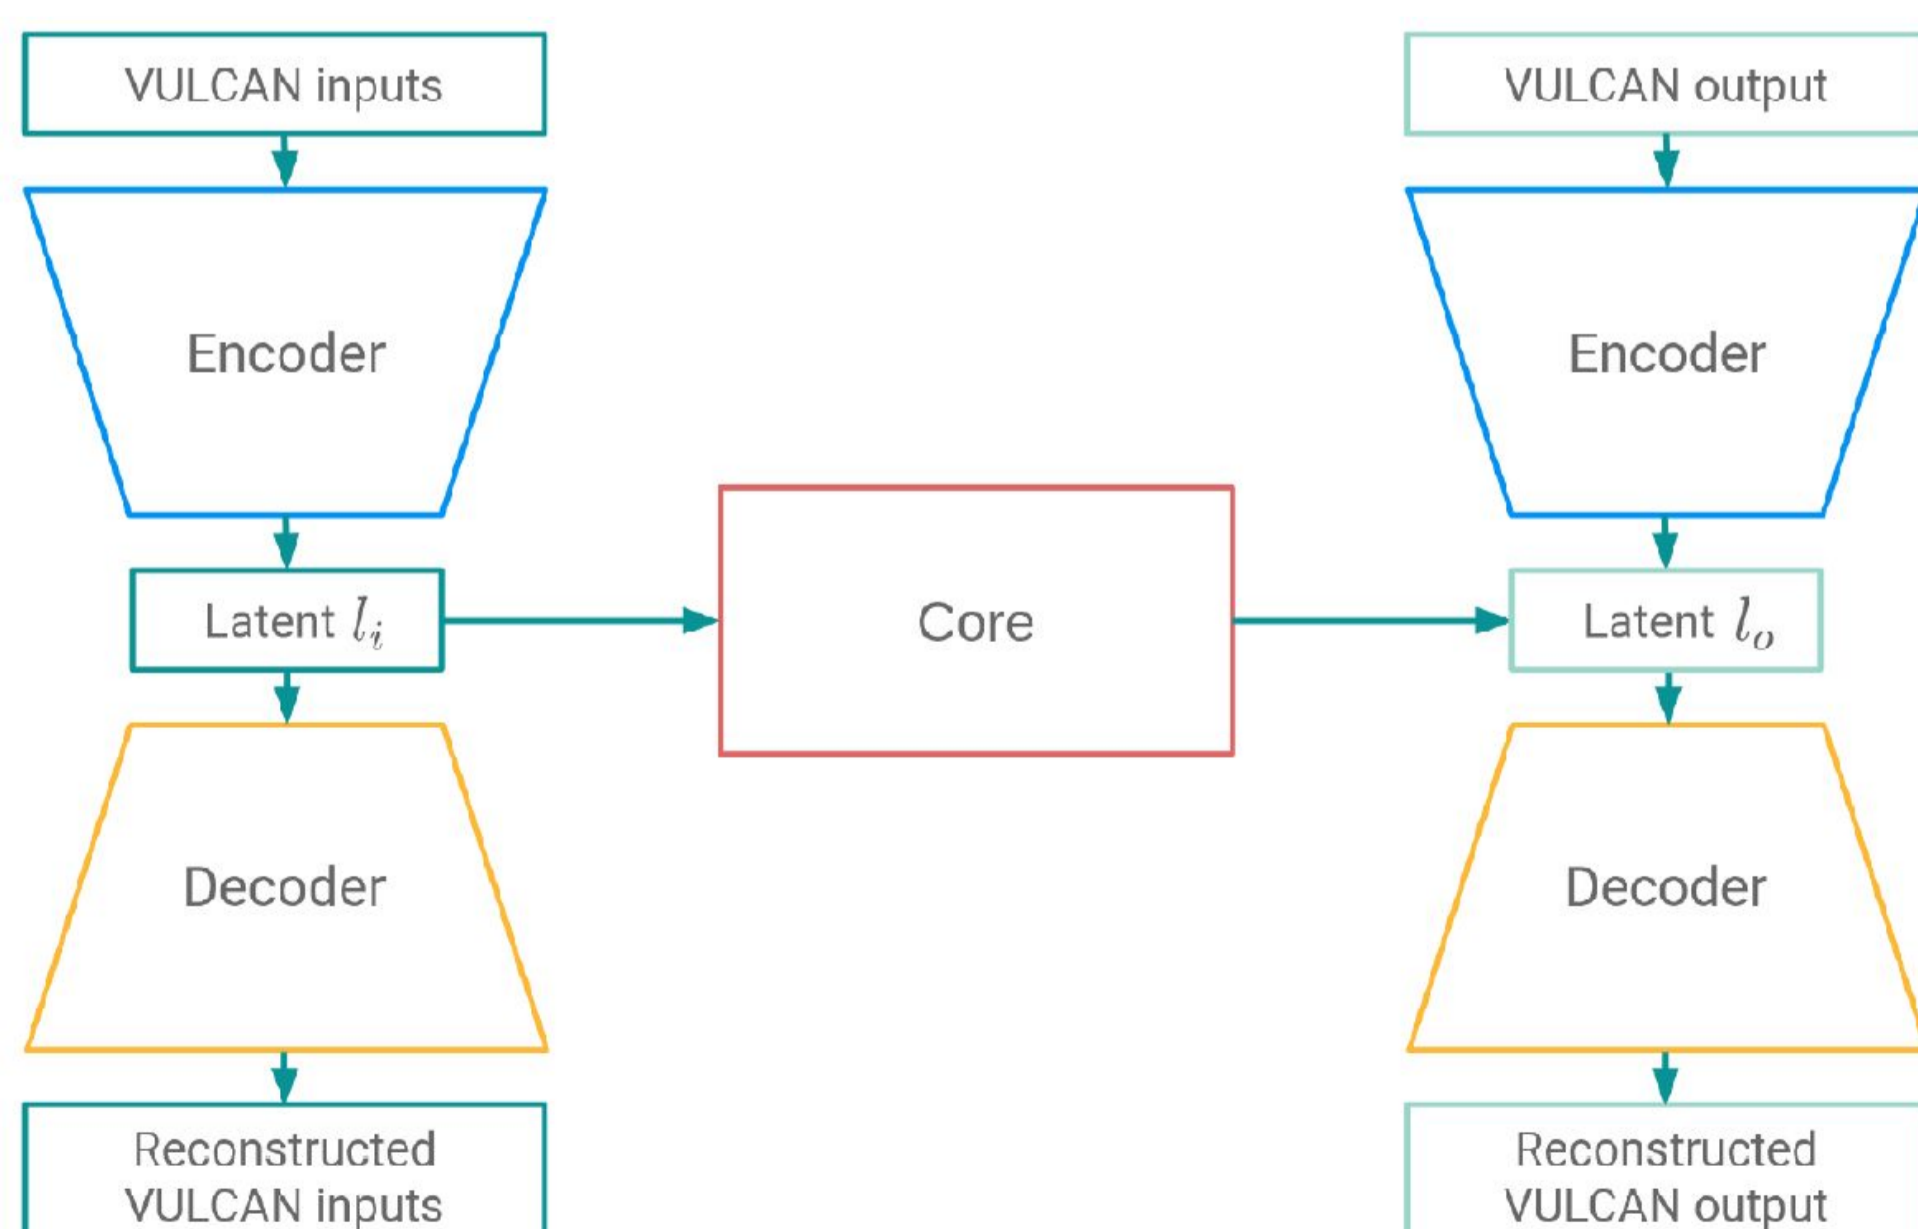 VULCAN inputs
VULCAN output
Encoder
Encoder
Latent l_i
Core
Latent l_o
Decoder
Decoder
Reconstructed
VULCAN inputs
Reconstructed
VULCAN output